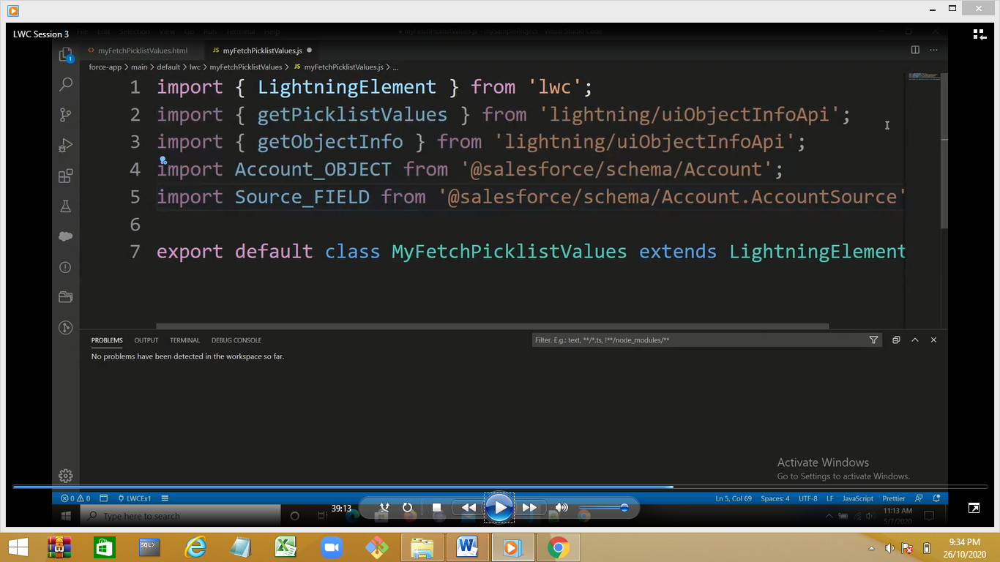 LWC Session 3
File Edit Selection View Go Run Terminal Help
myFetchPicklistValues.html
JS myFetchPicklistValues.js
force-app > main > default > lwc > myFetchPicklistValues > JS myFetchPicklistValues.js > ...
1 import { LightningElement } from 'lwc';
2 import { getPicklistValues } from 'lightning/uiObjectInfoApi';
3 import { getObjectInfo } from 'lightning/uiObjectInfoApi';
4 import Account_OBJECT from '@salesforce/schema/Account';
5 import Source_FIELD from '@salesforce/schema/Account.AccountSource'
6
7 export default class MyFetchPicklistValues extends LightningElement
1
PROBLEMS OUTPUT TERMINAL DEBUG CONSOLE
Filter. E.g.: text, **/*.ts, !**/node_modules/**
No problems have been detected in the workspace so far.
Activate Windows
Go to Settings to activate Windows.
0 0 LWCEx1
Ln 5, Col 69 Spaces: 4 UTF-8 LF JavaScript Prettier
39:13
Type here to search
11:13 AM
5/7/2020
SQL>
9:34 PM
26/10/2020